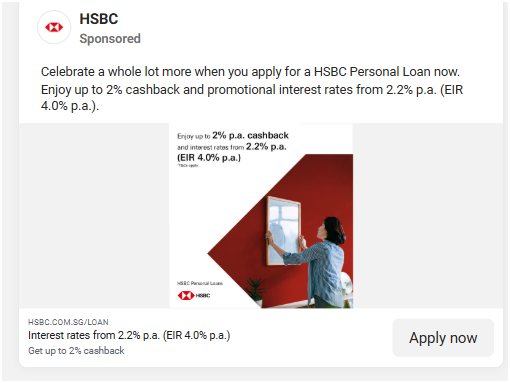 HSBC
Sponsored
Celebrate a whole lot more when you apply for a HSBC Personal Loan now.
Enjoy up to 2% cashback and promotional interest rates from 2.2% p.a. (EIR
4.0% p.a.).
Enjoy up to 2% p.a. cashback
and interest rates from 2.2% p.a.
(EIR 4.0% p.a.)
T&Cs apply.
HSBC Personal Loans
HSBC
HSBC.COM.SG/LOAN
Interest rates from 2.2% p.a. (EIR 4.0% p.a.)
Get up to 2% cashback
Apply now